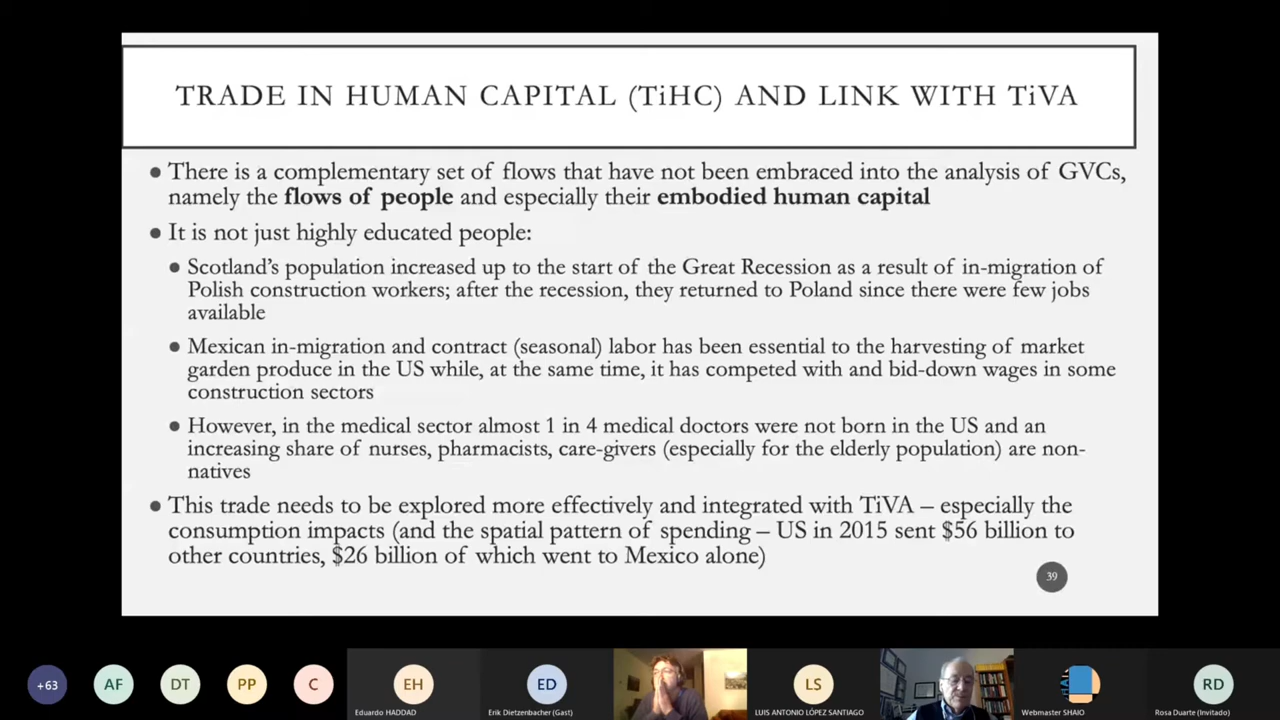 TRADE IN HUMAN CAPITAL (TiHC) AND LINK WITH TiVA
● There is a complementary set of flows that have not been embraced into the analysis of GVCs,
namely the flows of people and especially their embodied human capital
● It is not just highly educated people:
● Scotland's population increased up to the start of the Great Recession as a result of in-migration of
Polish construction workers; after the recession, they returned to Poland since there were few jobs
available
● Mexican in-migration and contract (seasonal) labor has been essential to the harvesting of market
garden produce in the US while, at the same time, it has competed with and bid-down wages in some
construction sectors
● However, in the medical sector almost 1 in 4 medical doctors were not born in the US and an
increasing share of nurses, pharmacists, care-givers (especially for the elderly population) are non-
natives
● This trade needs to be explored more effectively and integrated with TiVA – especially the
consumption impacts (and the spatial pattern of spending – US in 2015 sent $56 billion to
other countries, $26 billion of which went to Mexico alone)
39
+63
AF
DT
PP
C
EH
ED
LS
RD
Eduardo HADDAD
Erik Dietzenbacher (Gast)
LUIS ANTONIO LÓPEZ SANTIAGO
Webmaster SHAIO
Rosa Duarte (Invitado)